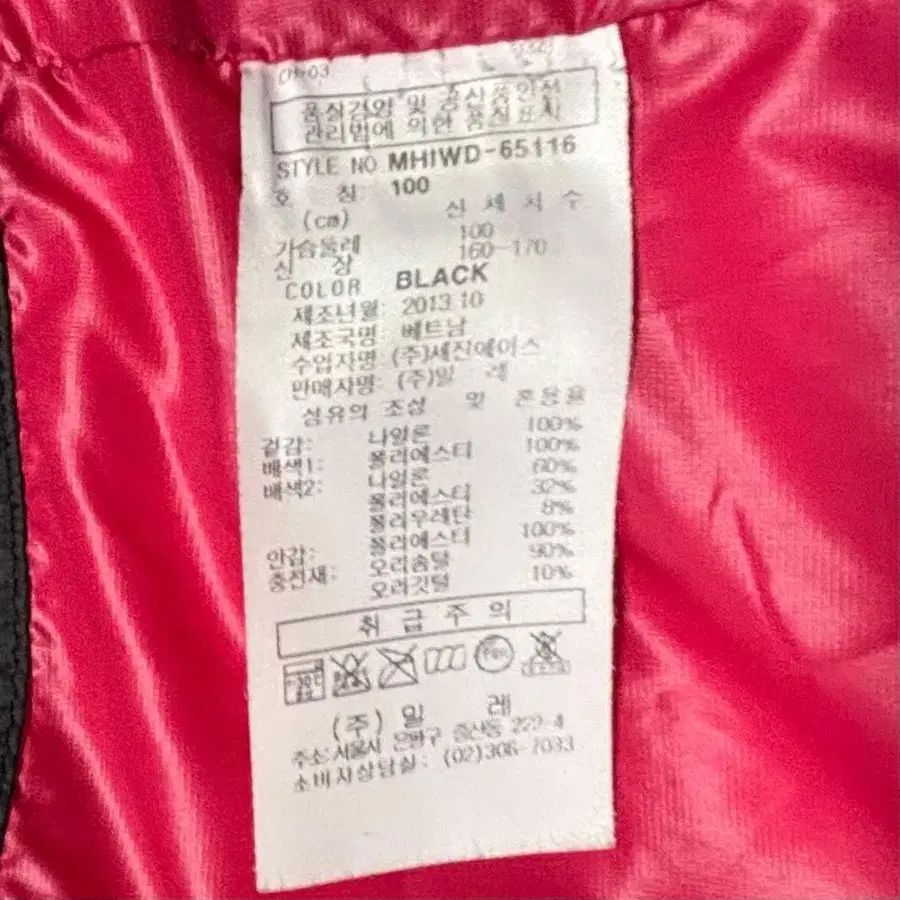 품질경영 및 공산품안전
관리법에 의한 품질표시
STYLE NO MHIWD-65116
호 칭 100
(cm) 신 체 치 수
가슴둘레 100
신 장 160-170
COLOR BLACK
제조년월: 2013.10
제조국명: 베트남
수입자명: (주)세진에이스
판매자명: (주)밀 레
섬유의 조성 및 혼용율
겉감: 나일론 100%
배색1: 폴리에스터 100%
배색2: 나일론 60%
폴리에스터 32%
폴리우레탄 8%
안감: 폴리에스터 100%
충전재: 오리솜털 90%
오리깃털 10%
취 급 주 의
(주) 밀 레
주소:서울시 은평구 증산동 222-4
소비자상담실: (02)306-7033